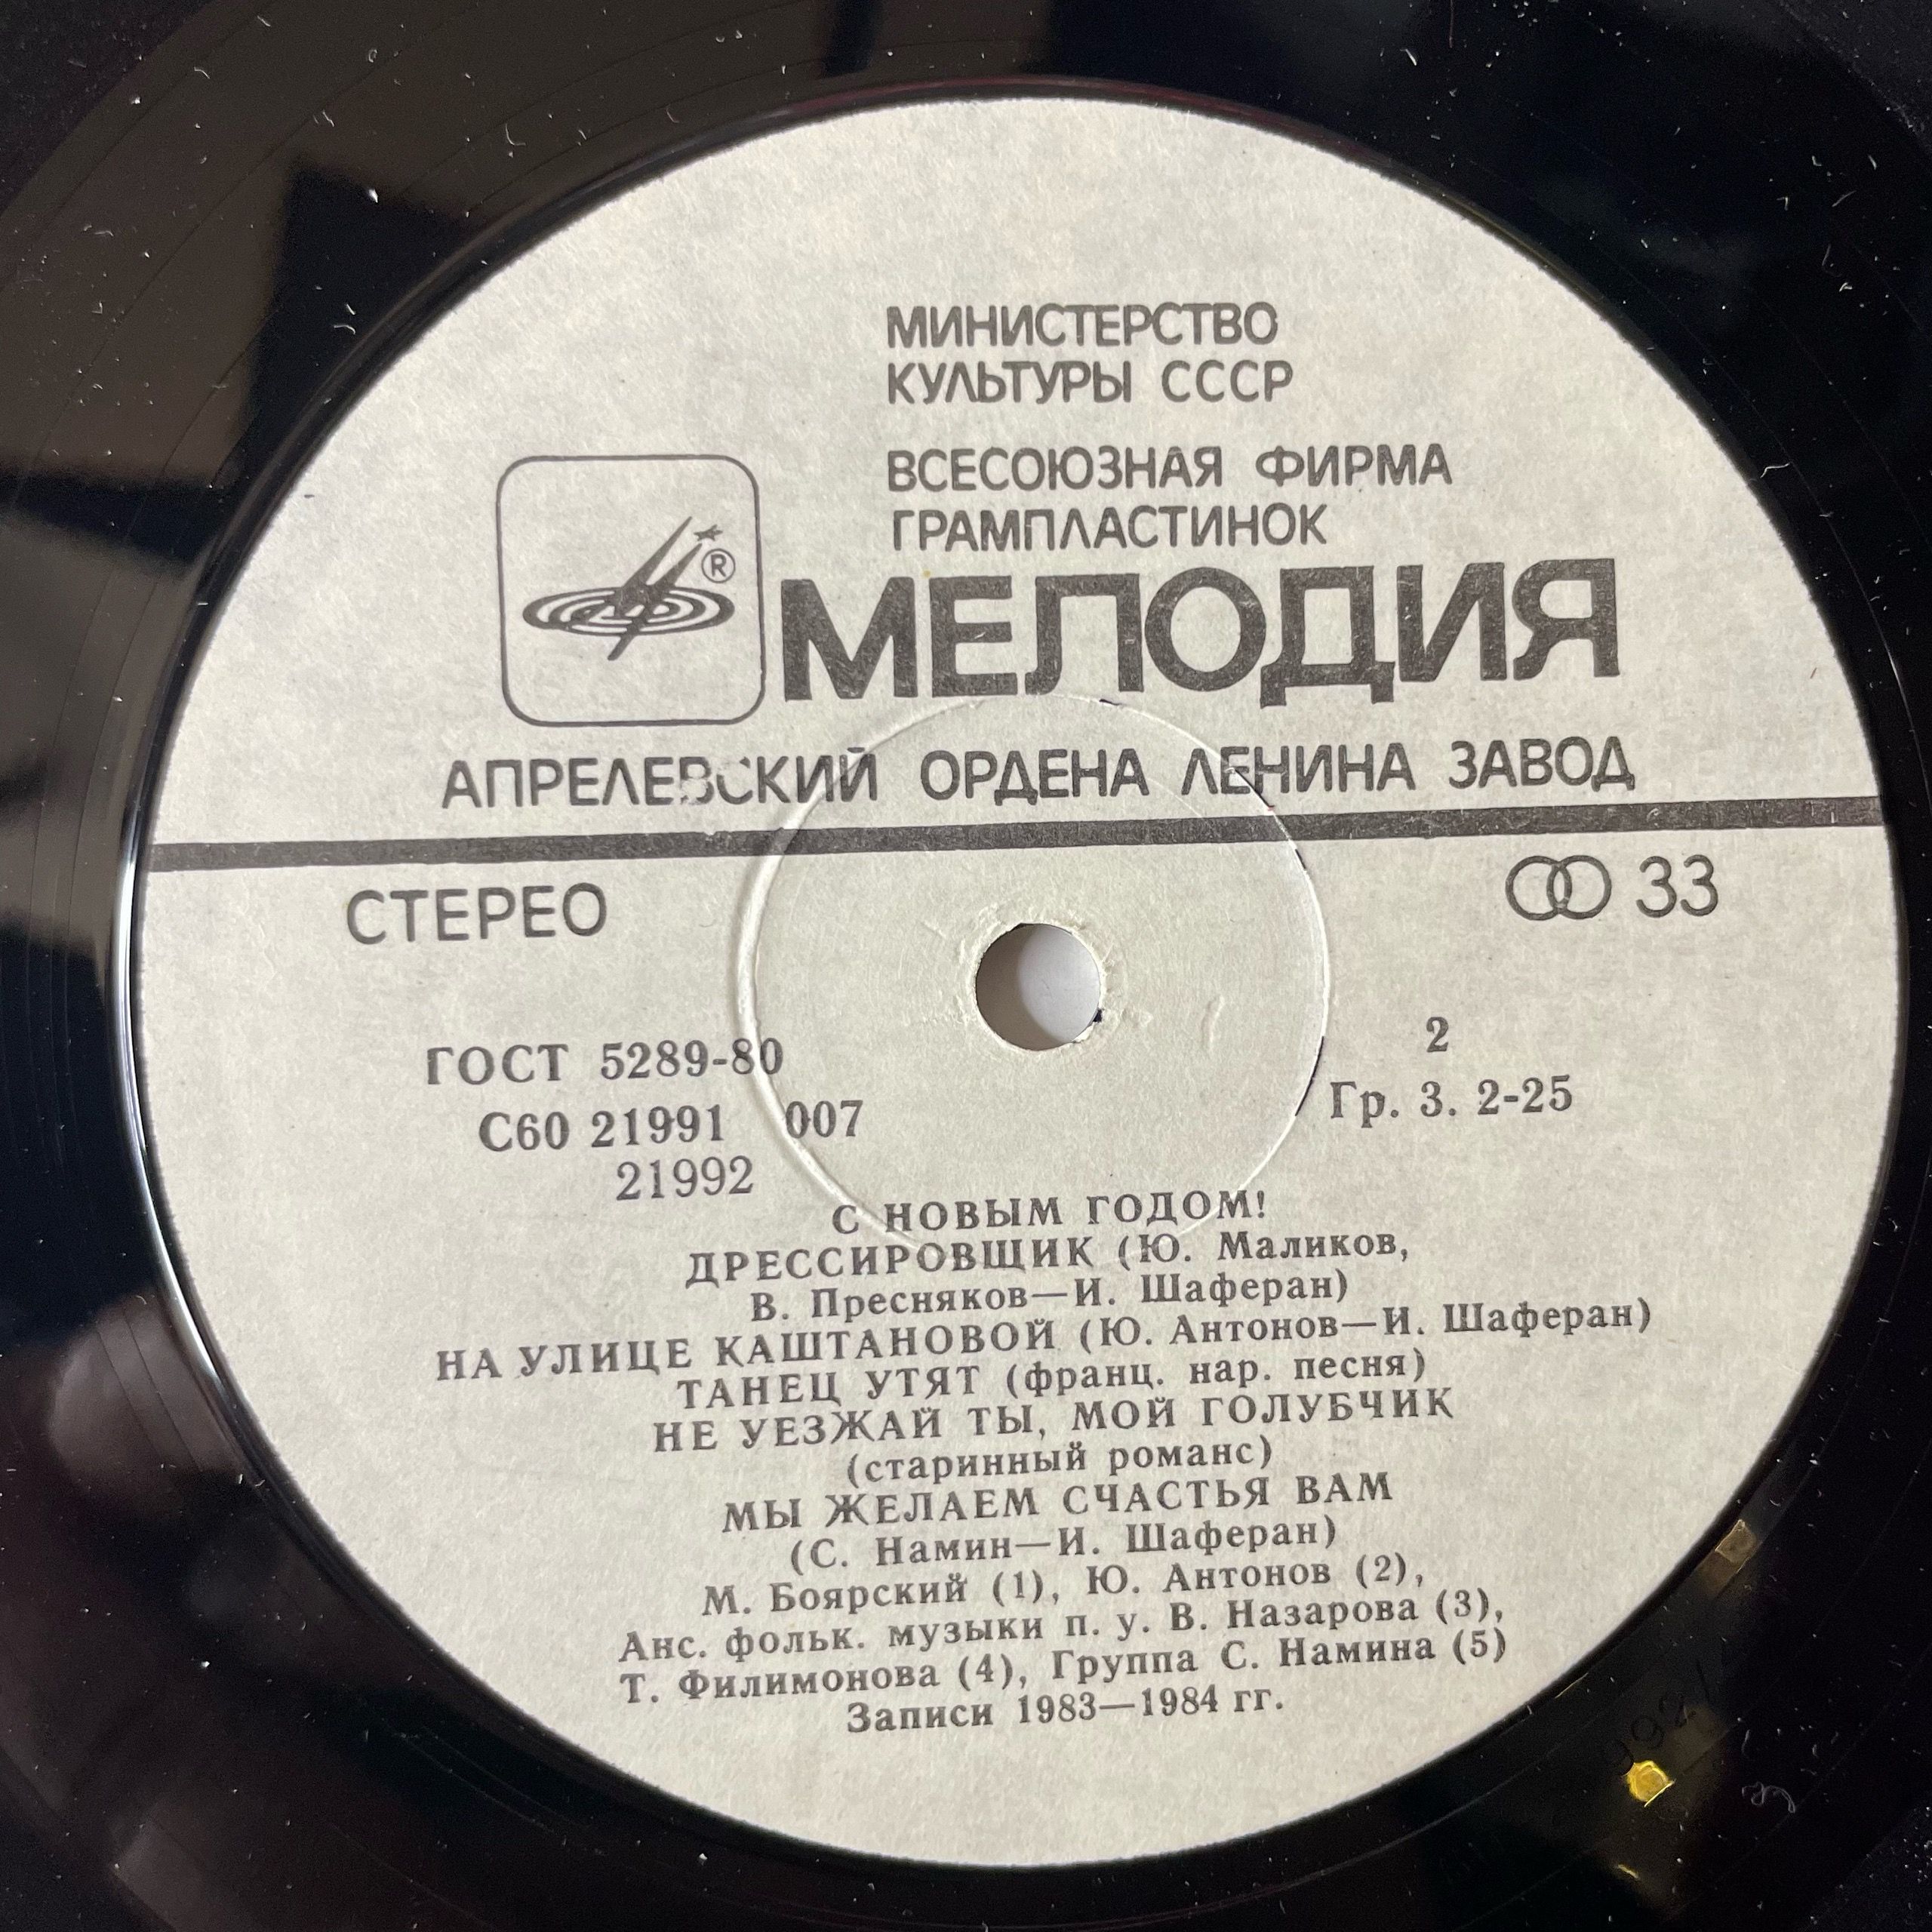 МИНИСТЕРСТВО
КУЛЬТУРЫ СССР
ВСЕСОЮЗНАЯ ФИРМА
ГРАМПЛАСТИНОК
®
МЕЛОДИЯ
АПРЕЛЕВСКИЙ ОРДЕНА ЛЕНИНА ЗАВОД
СТЕРЕО
33
ГОСТ 5289-80
2
С60 21991 007
Гр. 3. 2-25
21992
С НОВЫМ ГОДОМ!
ДРЕССИРОВЩИК (Ю. Маликов,
В. Пресняков—И. Шаферан)
НА УЛИЦЕ КАШТАНОВОЙ (Ю. Антонов—И. Шаферан)
ТАНЕЦ УТЯТ (франц. нар. песня)
НЕ УЕЗЖАЙ ТЫ, МОЙ ГОЛУБЧИК
(старинный романс)
МЫ ЖЕЛАЕМ СЧАСТЬЯ ВАМ
(С. Намин—И. Шаферан)
М. Боярский (1), Ю. Антонов (2),
Анс. фольк. музыки п. у. В. Назарова (3),
Т. Филимонова (4), Группа С. Намина (5)
Записи 1983—1984 гг.